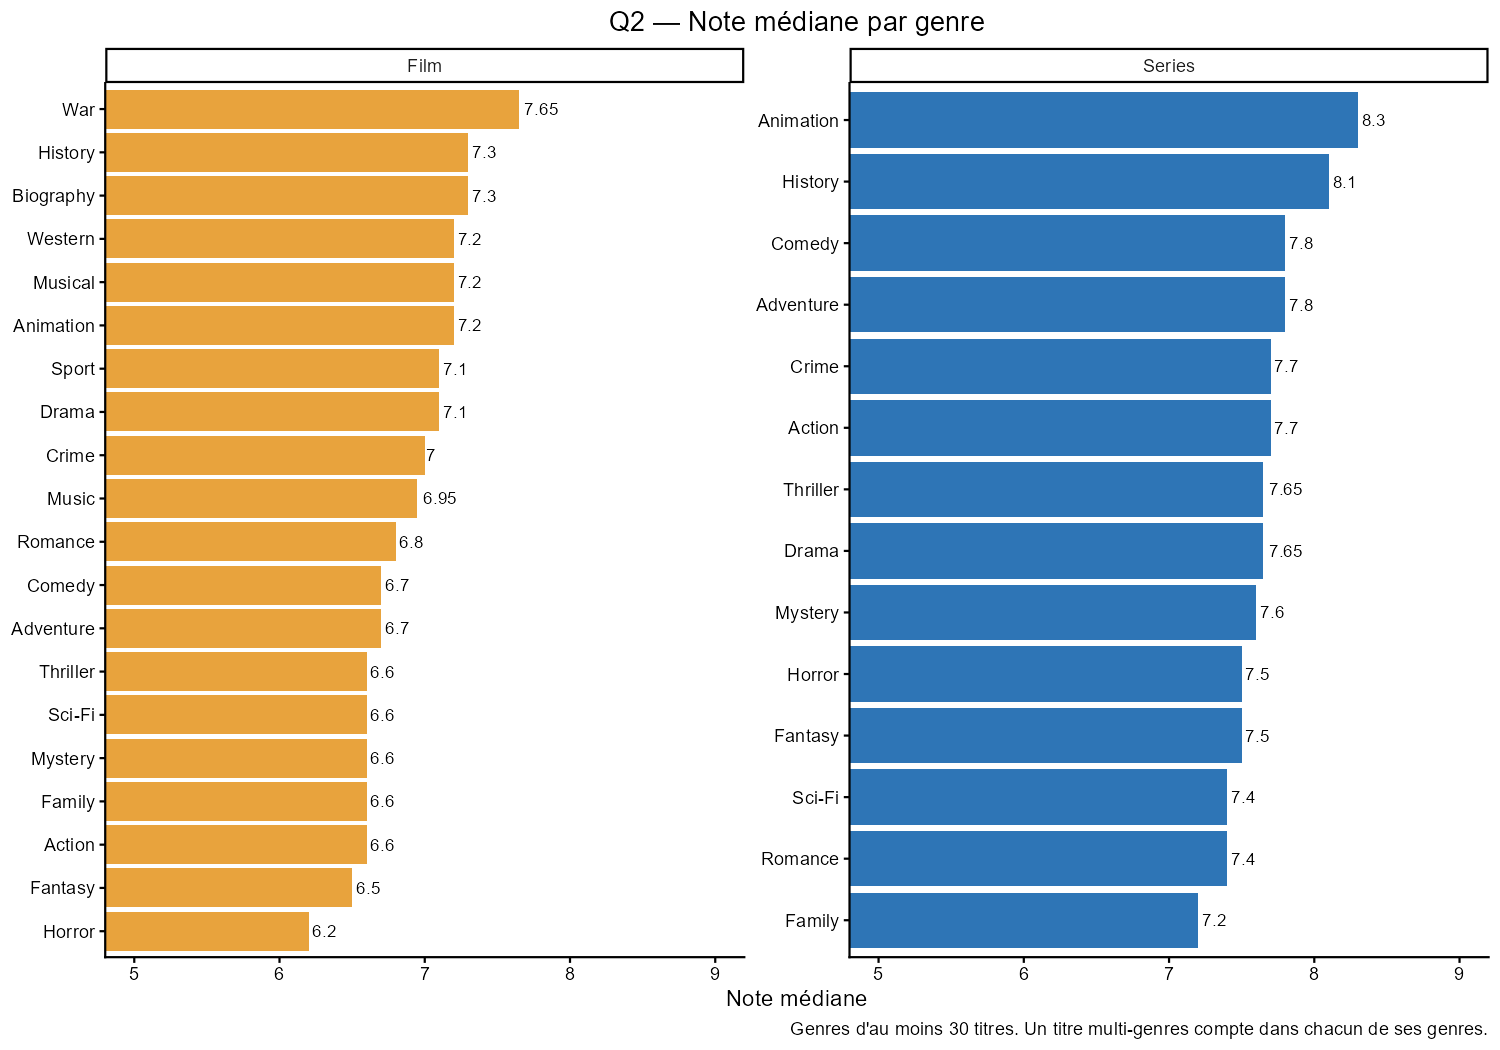 Q2 — Note médiane par genre
Film
War 7.65
History 7.3
Biography 7.3
Western 7.2
Musical 7.2
Animation 7.2
Sport 7.1
Drama 7.1
Crime 7
Music 6.95
Romance 6.8
Comedy 6.7
Adventure 6.7
Thriller 6.6
Sci-Fi 6.6
Mystery 6.6
Family 6.6
Action 6.6
Fantasy 6.5
Horror 6.2
5 6 7 8 9
Series
Animation 8.3
History 8.1
Comedy 7.8
Adventure 7.8
Crime 7.7
Action 7.7
Thriller 7.65
Drama 7.65
Mystery 7.6
Horror 7.5
Fantasy 7.5
Sci-Fi 7.4
Romance 7.4
Family 7.2
5 6 7 8 9
Note médiane
Genres d'au moins 30 titres. Un titre multi-genres compte dans chacun de ses genres.